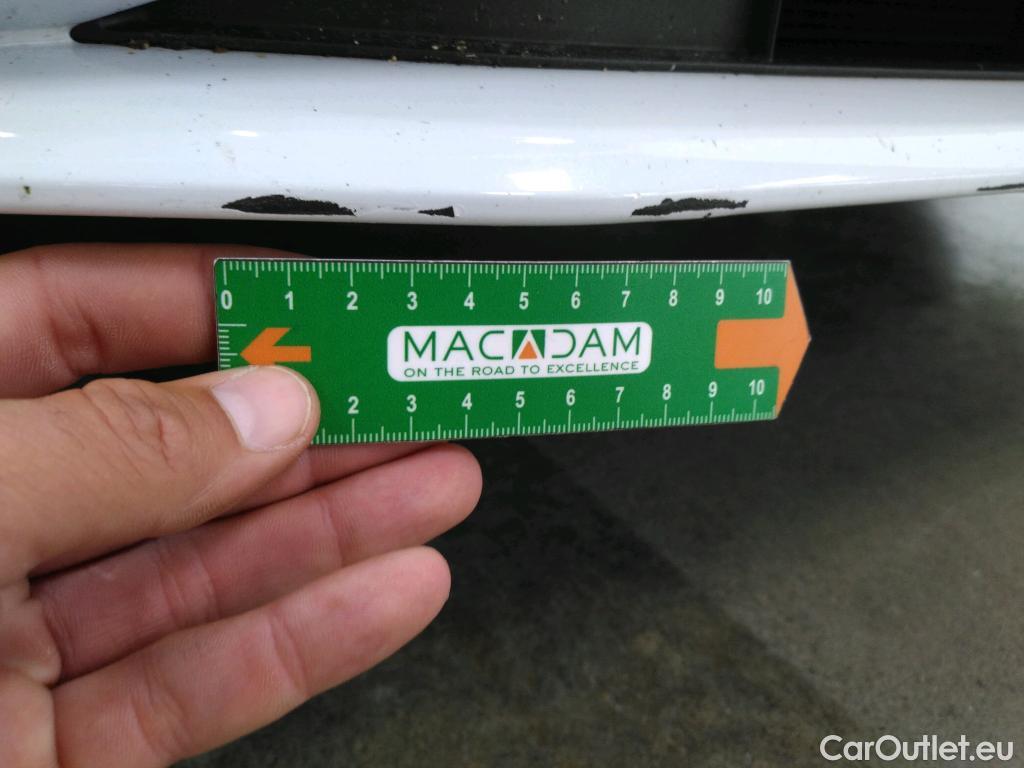 0 1 2 3 4 5 6 7 8 9 10
MACADAM
ON THE ROAD TO EXCELLENCE
2 3 4 5 6 7 8 9 10
CarOutlet.eu